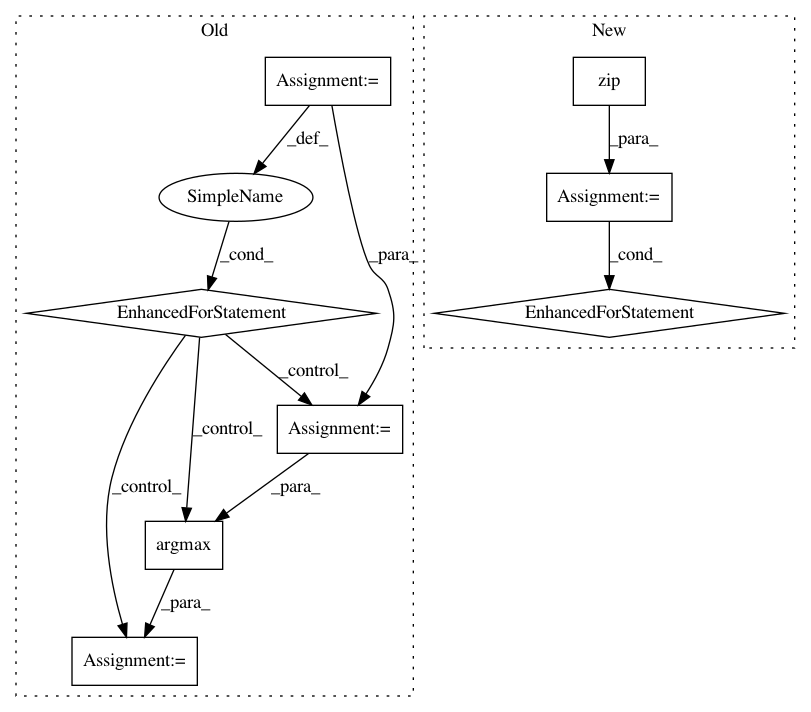 Old
New
Assignment:=
zip
_def_
_para_
SimpleName
Assignment:=
_cond_
_para_
_cond_
EnhancedForStatement
EnhancedForStatement
_control_
Assignment:=
_control_
_control_
_para_
argmax
_para_
Assignment:=